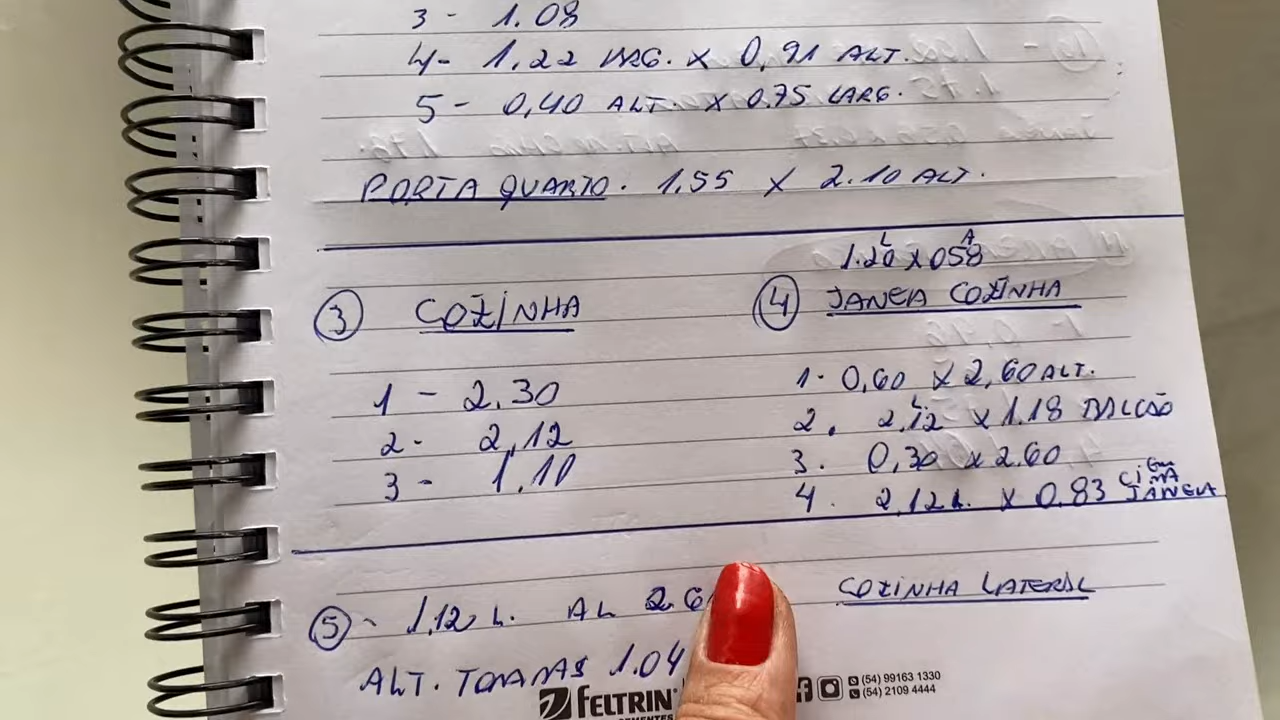 3 - 1.08
4- 1,22 LARG. X 0,91 ALT.
5 - 0,40 ALT. X 0.75 LARG.
PORTA QUARTO. 1.55 X 2.10 ALT.
3 COZINHA
1 - 2.30
2- 2,12
3 - 1.10
L A
1.20 X 058
4 JANELA COZINHA
1- 0,60 X 2,60 ALT.
L
2. 2,12 X 1.18 BALCÃO
3. 0,30 X 2.60
4. 2,12 L. X 0.83 EM CIMA JANELA
5 - 1,12 L. AL 2.6
COZINHA LATERAL
ALT. TOMADAS 1.04
FELTRIN
(54) 99163 1330
(54) 2109 4444